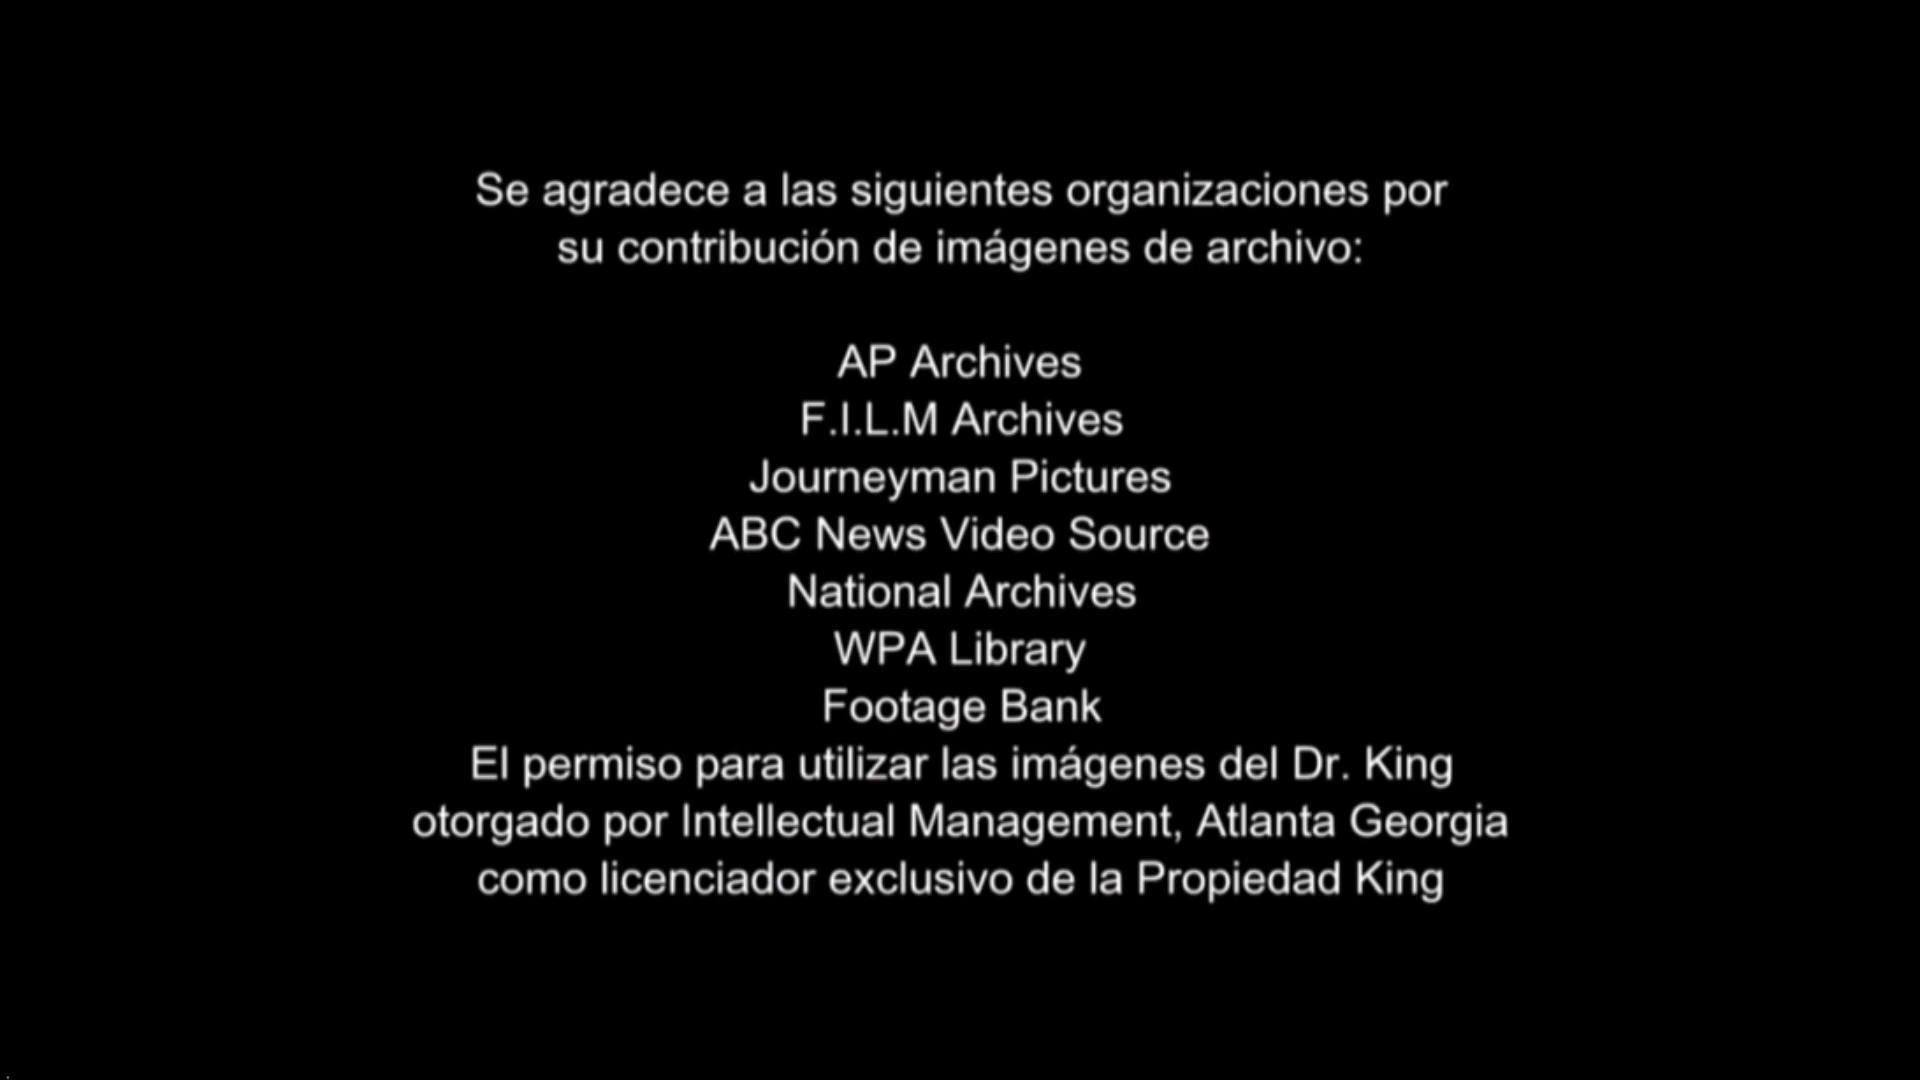 Se agradece a las siguientes organizaciones por
su contribución de imágenes de archivo:
AP Archives
F.I.L.M Archives
Journeyman Pictures
ABC News Video Source
National Archives
WPA Library
Footage Bank
El permiso para utilizar las imágenes del Dr. King
otorgado por Intellectual Management, Atlanta Georgia
como licenciador exclusivo de la Propiedad King